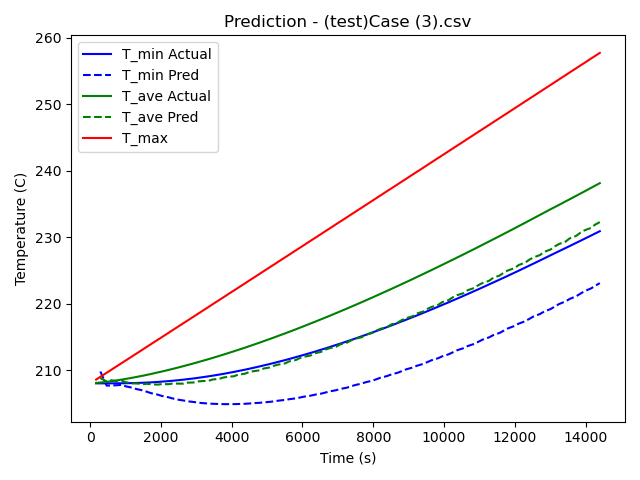 Prediction - (test)Case (3).csv
T_min Actual
T_min Pred
T_ave Actual
T_ave Pred
T_max
260
250
240
230
220
210
Temperature (C)
0 2000 4000 6000 8000 10000 12000 14000
Time (s)